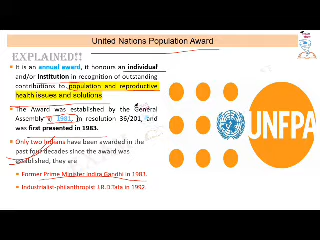 United Nations Population Award
EXPLAINED!!
It is an annual award, it honours an individual
and/or Institution in recognition of outstanding
contributions to population and reproductive
health issues and solutions.
The Award was established by the General
Assembly in 1981, in resolution 36/201, and
was first presented in 1983.
Only two Indians have been awarded in the
past four decades since the award was
established, they are
Former Prime Minister Indira Gandhi in 1983.
Industrialist-philanthropist J.R.D Tata in 1992
UNFPA